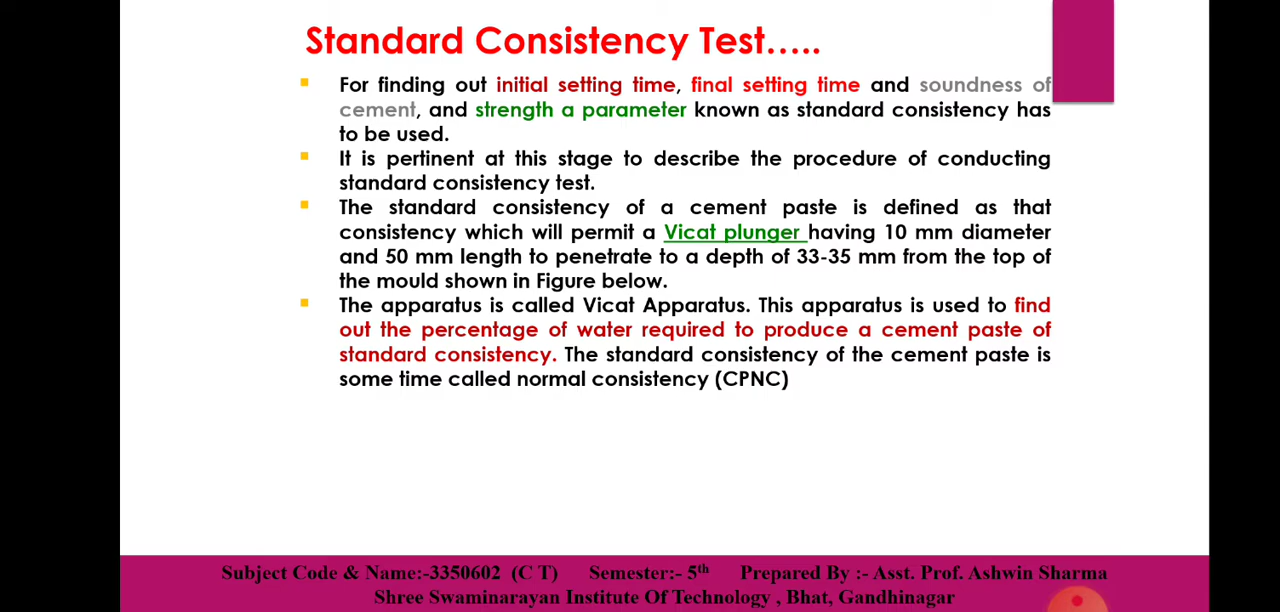 Standard Consistency Test…..
▪ For finding out initial setting time, final setting time and soundness of
cement, and strength a parameter known as standard consistency has
to be used.
▪ It is pertinent at this stage to describe the procedure of conducting
standard consistency test.
▪ The standard consistency of a cement paste is defined as that
consistency which will permit a Vicat plunger having 10 mm diameter
and 50 mm length to penetrate to a depth of 33-35 mm from the top of
the mould shown in Figure below.
▪ The apparatus is called Vicat Apparatus. This apparatus is used to find
out the percentage of water required to produce a cement paste of
standard consistency. The standard consistency of the cement paste is
some time called normal consistency (CPNC)
Subject Code & Name:-3350602 (C T) Semester:- 5th Prepared By :- Asst. Prof. Ashwin Sharma
Shree Swaminarayan Institute Of Technology , Bhat, Gandhinagar